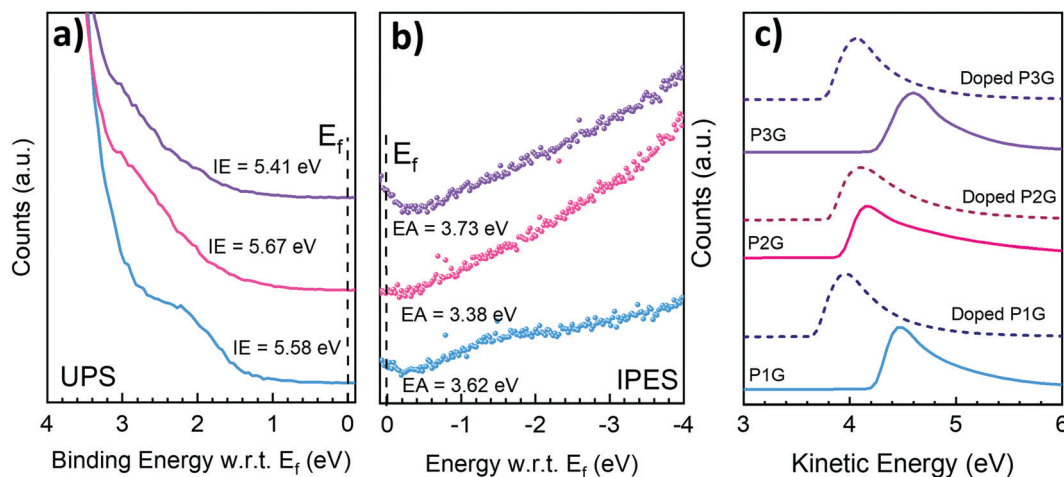 a)
E_f
IE = 5.41 eV
IE = 5.67 eV
IE = 5.58 eV
UPS
Counts (a.u.)
4 3 2 1 0
Binding Energy w.r.t. E_f (eV)
b)
E_f
EA = 3.73 eV
EA = 3.38 eV
EA = 3.62 eV
IPES
0 -1 -2 -3 -4
Energy w.r.t. E_f (eV)
c)
Counts (a.u.)
Doped P3G
P3G
Doped P2G
P2G
Doped P1G
P1G
3 4 5 6
Kinetic Energy (eV)